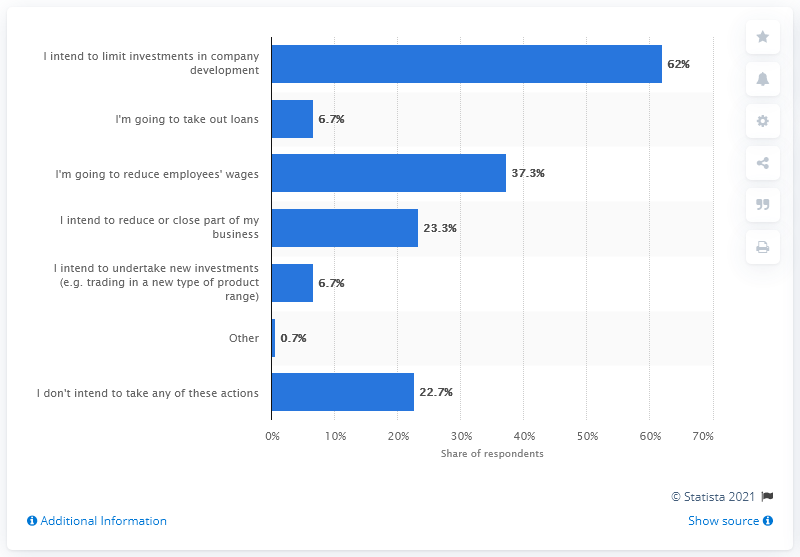 I intend to limit investments in company
development
62%
I'm going to take out loans
6.7%
I'm going to reduce employees' wages
37.3%
I intend to reduce or close part of my
business
23.3%
I intend to undertake new investments
(e.g. trading in a new type of product
range)
6.7%
Other
0.7%
I don't intend to take any of these actions
22.7%
0% 10% 20% 30% 40% 50% 60% 70%
Share of respondents
© Statista 2021
Additional Information
Show source